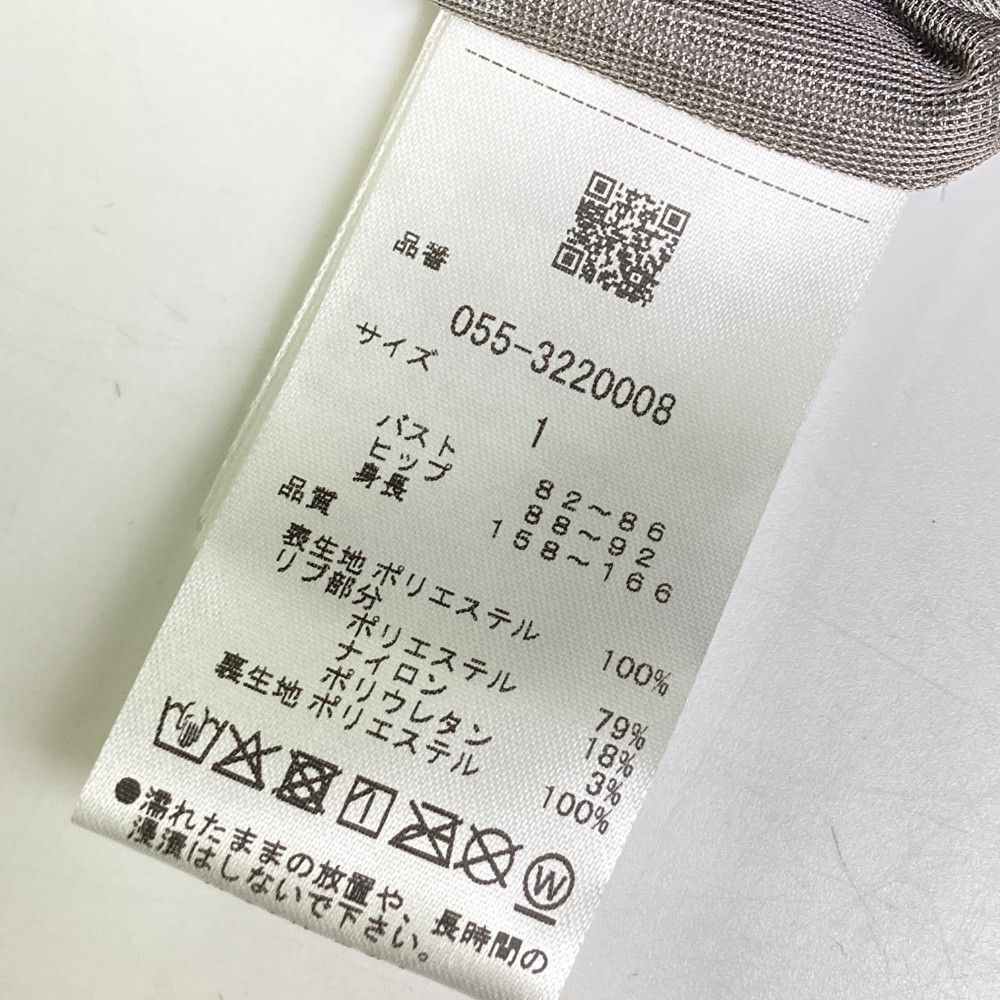 品番
055-3220008
サイズ
1
バスト 82~86
ヒップ 88~92
身長 158~166
品質
表生地 ポリエステル 100%
リブ部分
ポリエステル 79%
ナイロン 18%
ポリウレタン 3%
裏生地 ポリエステル 100%
W
●濡れたままの放置や、長時間の
浸漬はしないで下さい。